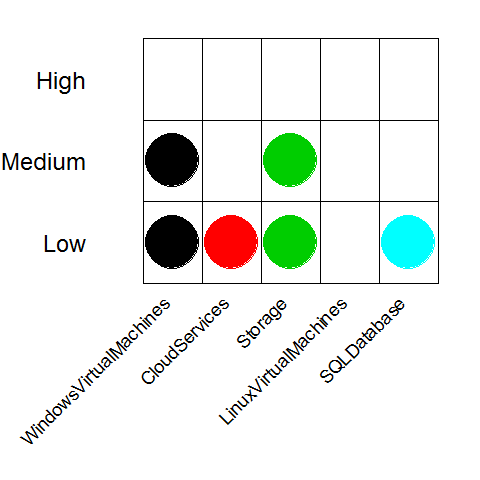 High
Medium
Low
WindowsVirtualMachines
CloudServices
Storage
LinuxVirtualMachines
SQLDatabase